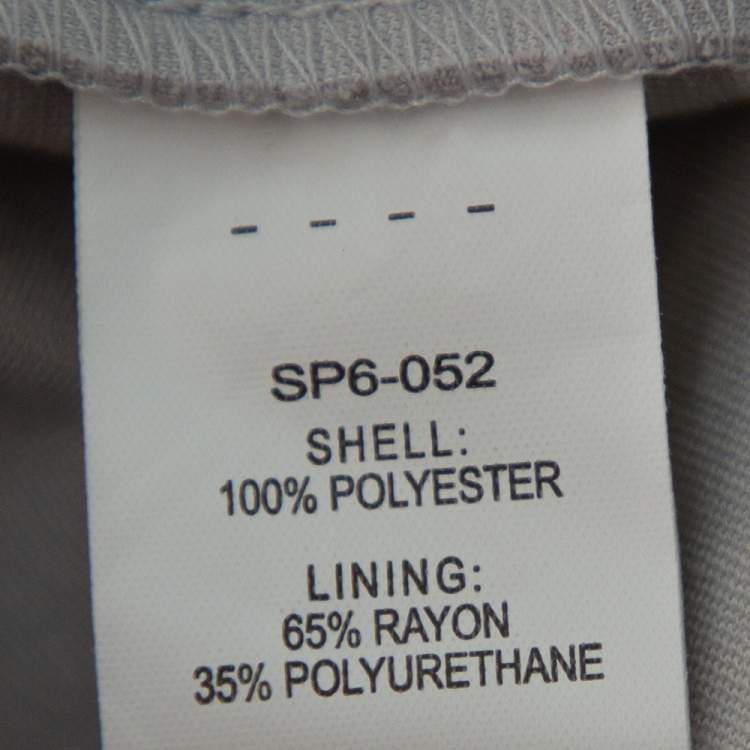 - - - -
SP6-052
SHELL:
100% POLYESTER
LINING:
65% RAYON
35% POLYURETHANE